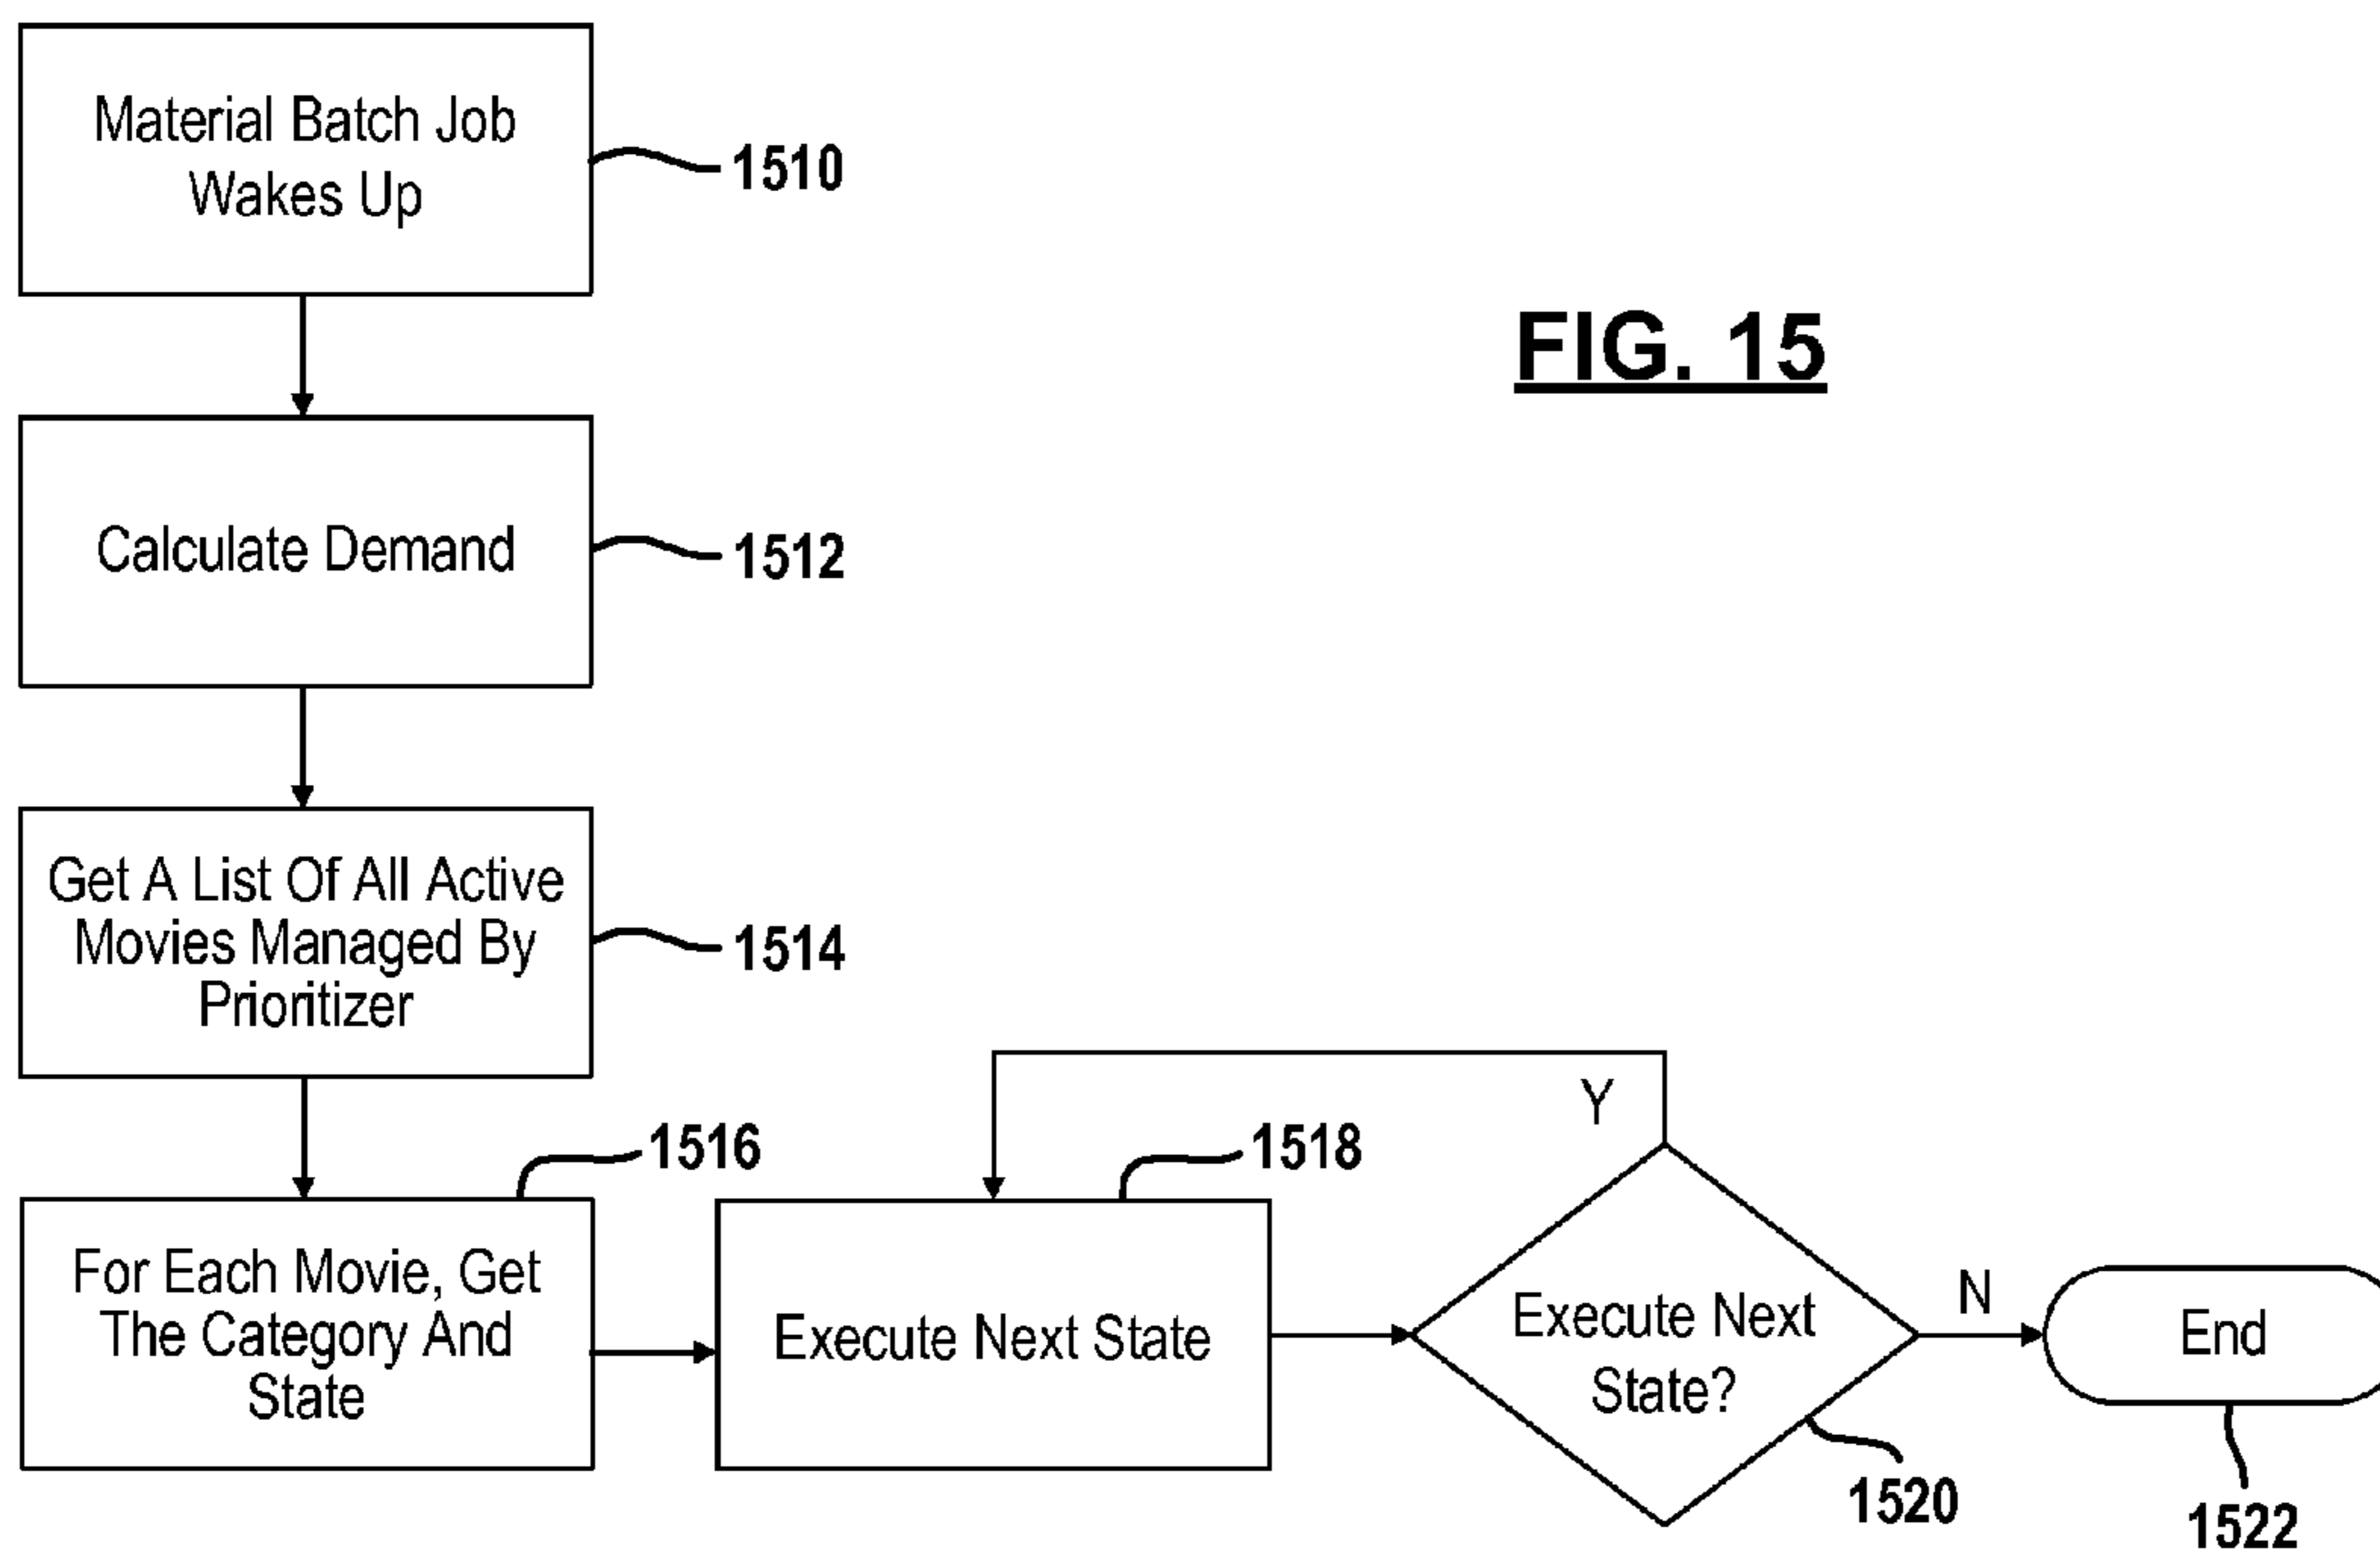 Material Batch Job
Wakes Up
1510
FIG. 15
Calculate Demand
1512
Get A List Of All Active
Movies Managed By
Prioritizer
1514
1516
For Each Movie, Get
The Category And
State
1518
Execute Next State
Y
Execute Next
State?
1520
N
End
1522